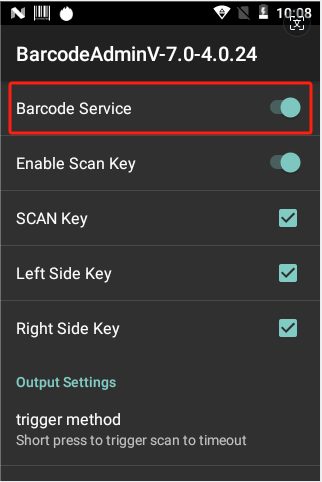 10:08
BarcodeAdminV-7.0-4.0.24
Barcode Service
Enable Scan Key
SCAN Key
Left Side Key
Right Side Key
Output Settings
trigger method
Short press to trigger scan to timeout